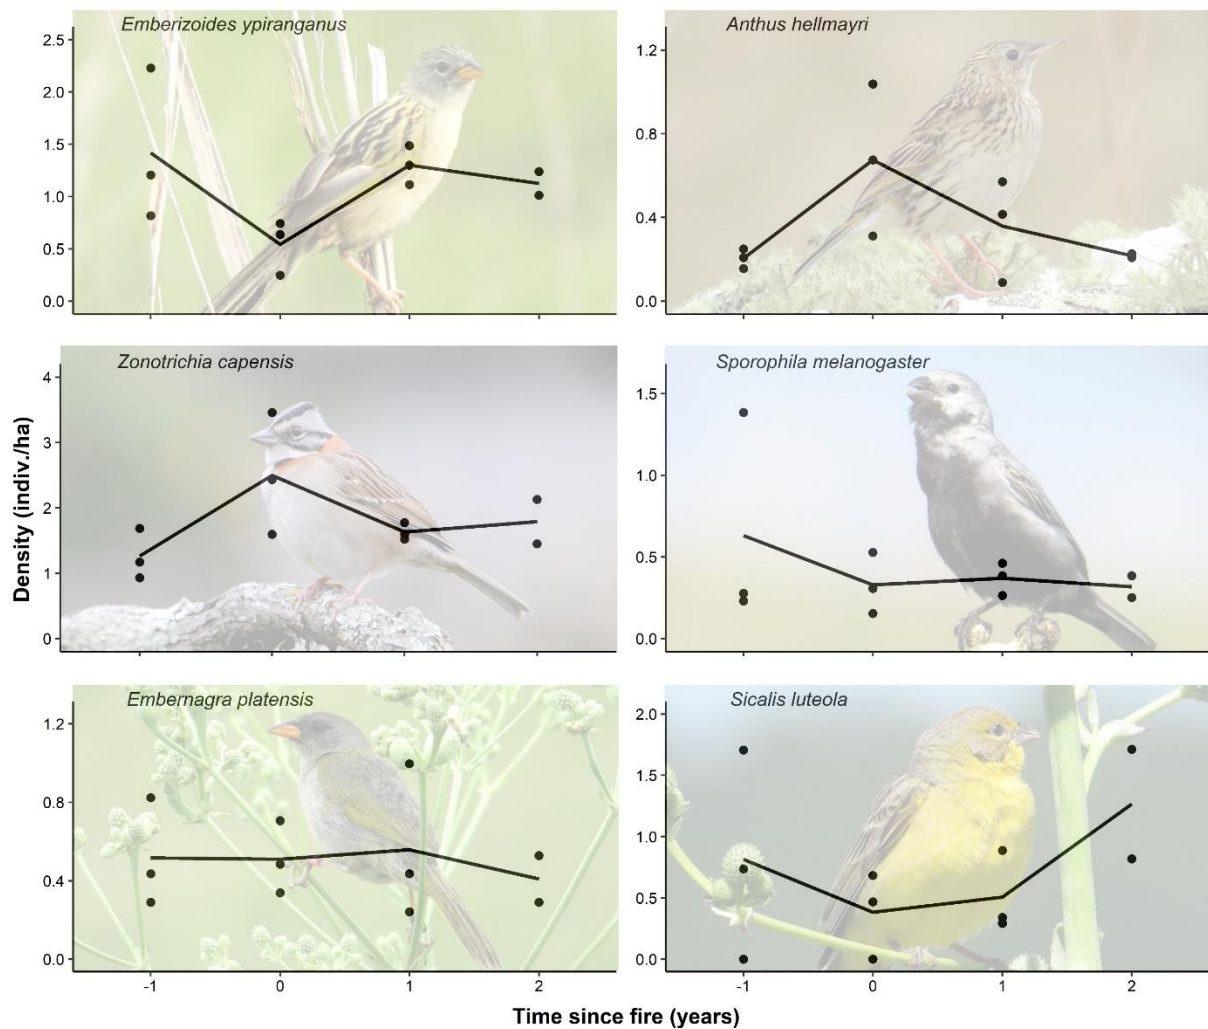 Emberizoides ypiranganus
2.5
2.0
1.5
1.0
0.5
0.0
Anthus hellmayri
1.2
0.8
0.4
0.0
Density (indiv./ha)
Zonotrichia capensis
4
3
2
1
0
-1 0 1 2
Sporophila melanogaster
1.5
1.0
0.5
0.0
Embernagra platensis
1.2
0.8
0.4
0.0
-1 0 1 2
Sicalis luteola
2.0
1.5
1.0
0.5
0.0
-1 0 1 2
Time since fire (years)